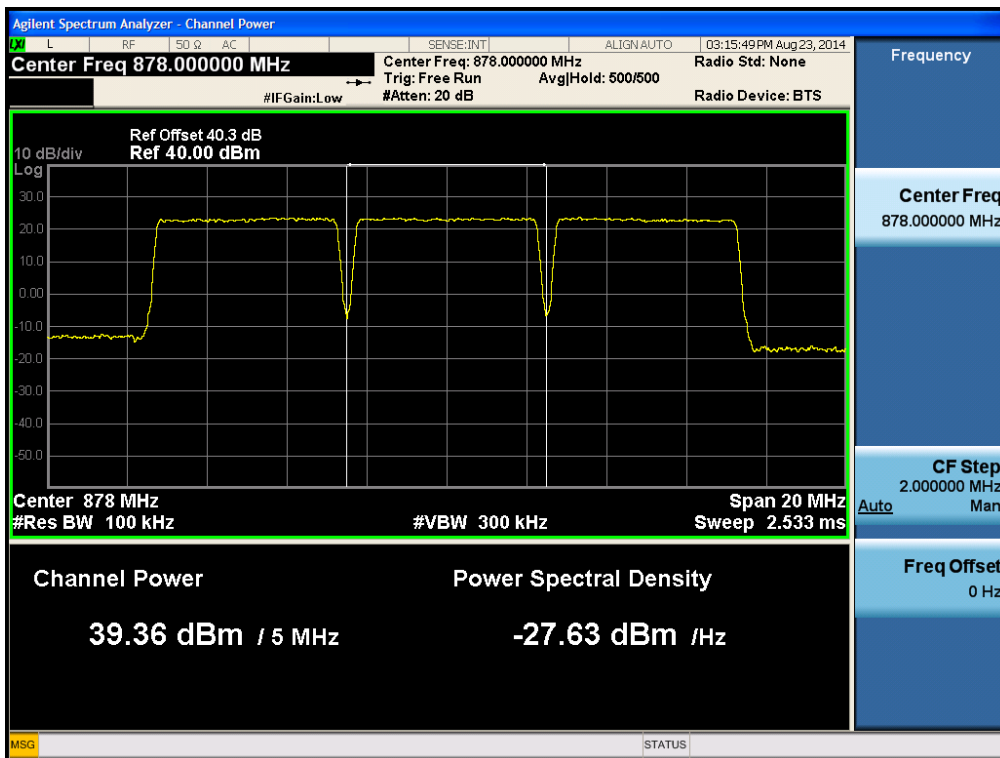 Agilent Spectrum Analyzer - Channel Power
LXI L RF 50 Ω AC SENSE:INT ALIGN AUTO 03:15:49 PM Aug 23, 2014
Center Freq 878.000000 MHz
Center Freq: 878.000000 MHz Radio Std: None
Trig: Free Run Avg|Hold: 500/500
#IFGain:Low #Atten: 20 dB Radio Device: BTS
Ref Offset 40.3 dB
10 dB/div Ref 40.00 dBm
Log
30.0
20.0
10.0
0.00
-10.0
-20.0
-30.0
-40.0
-50.0
Center 878 MHz Span 20 MHz
#Res BW 100 kHz #VBW 300 kHz Sweep 2.533 ms
Channel Power Power Spectral Density
39.36 dBm / 5 MHz -27.63 dBm /Hz
MSG STATUS
Frequency
Center Freq
878.000000 MHz
CF Step
2.000000 MHz
Auto Man
Freq Offset
0 Hz